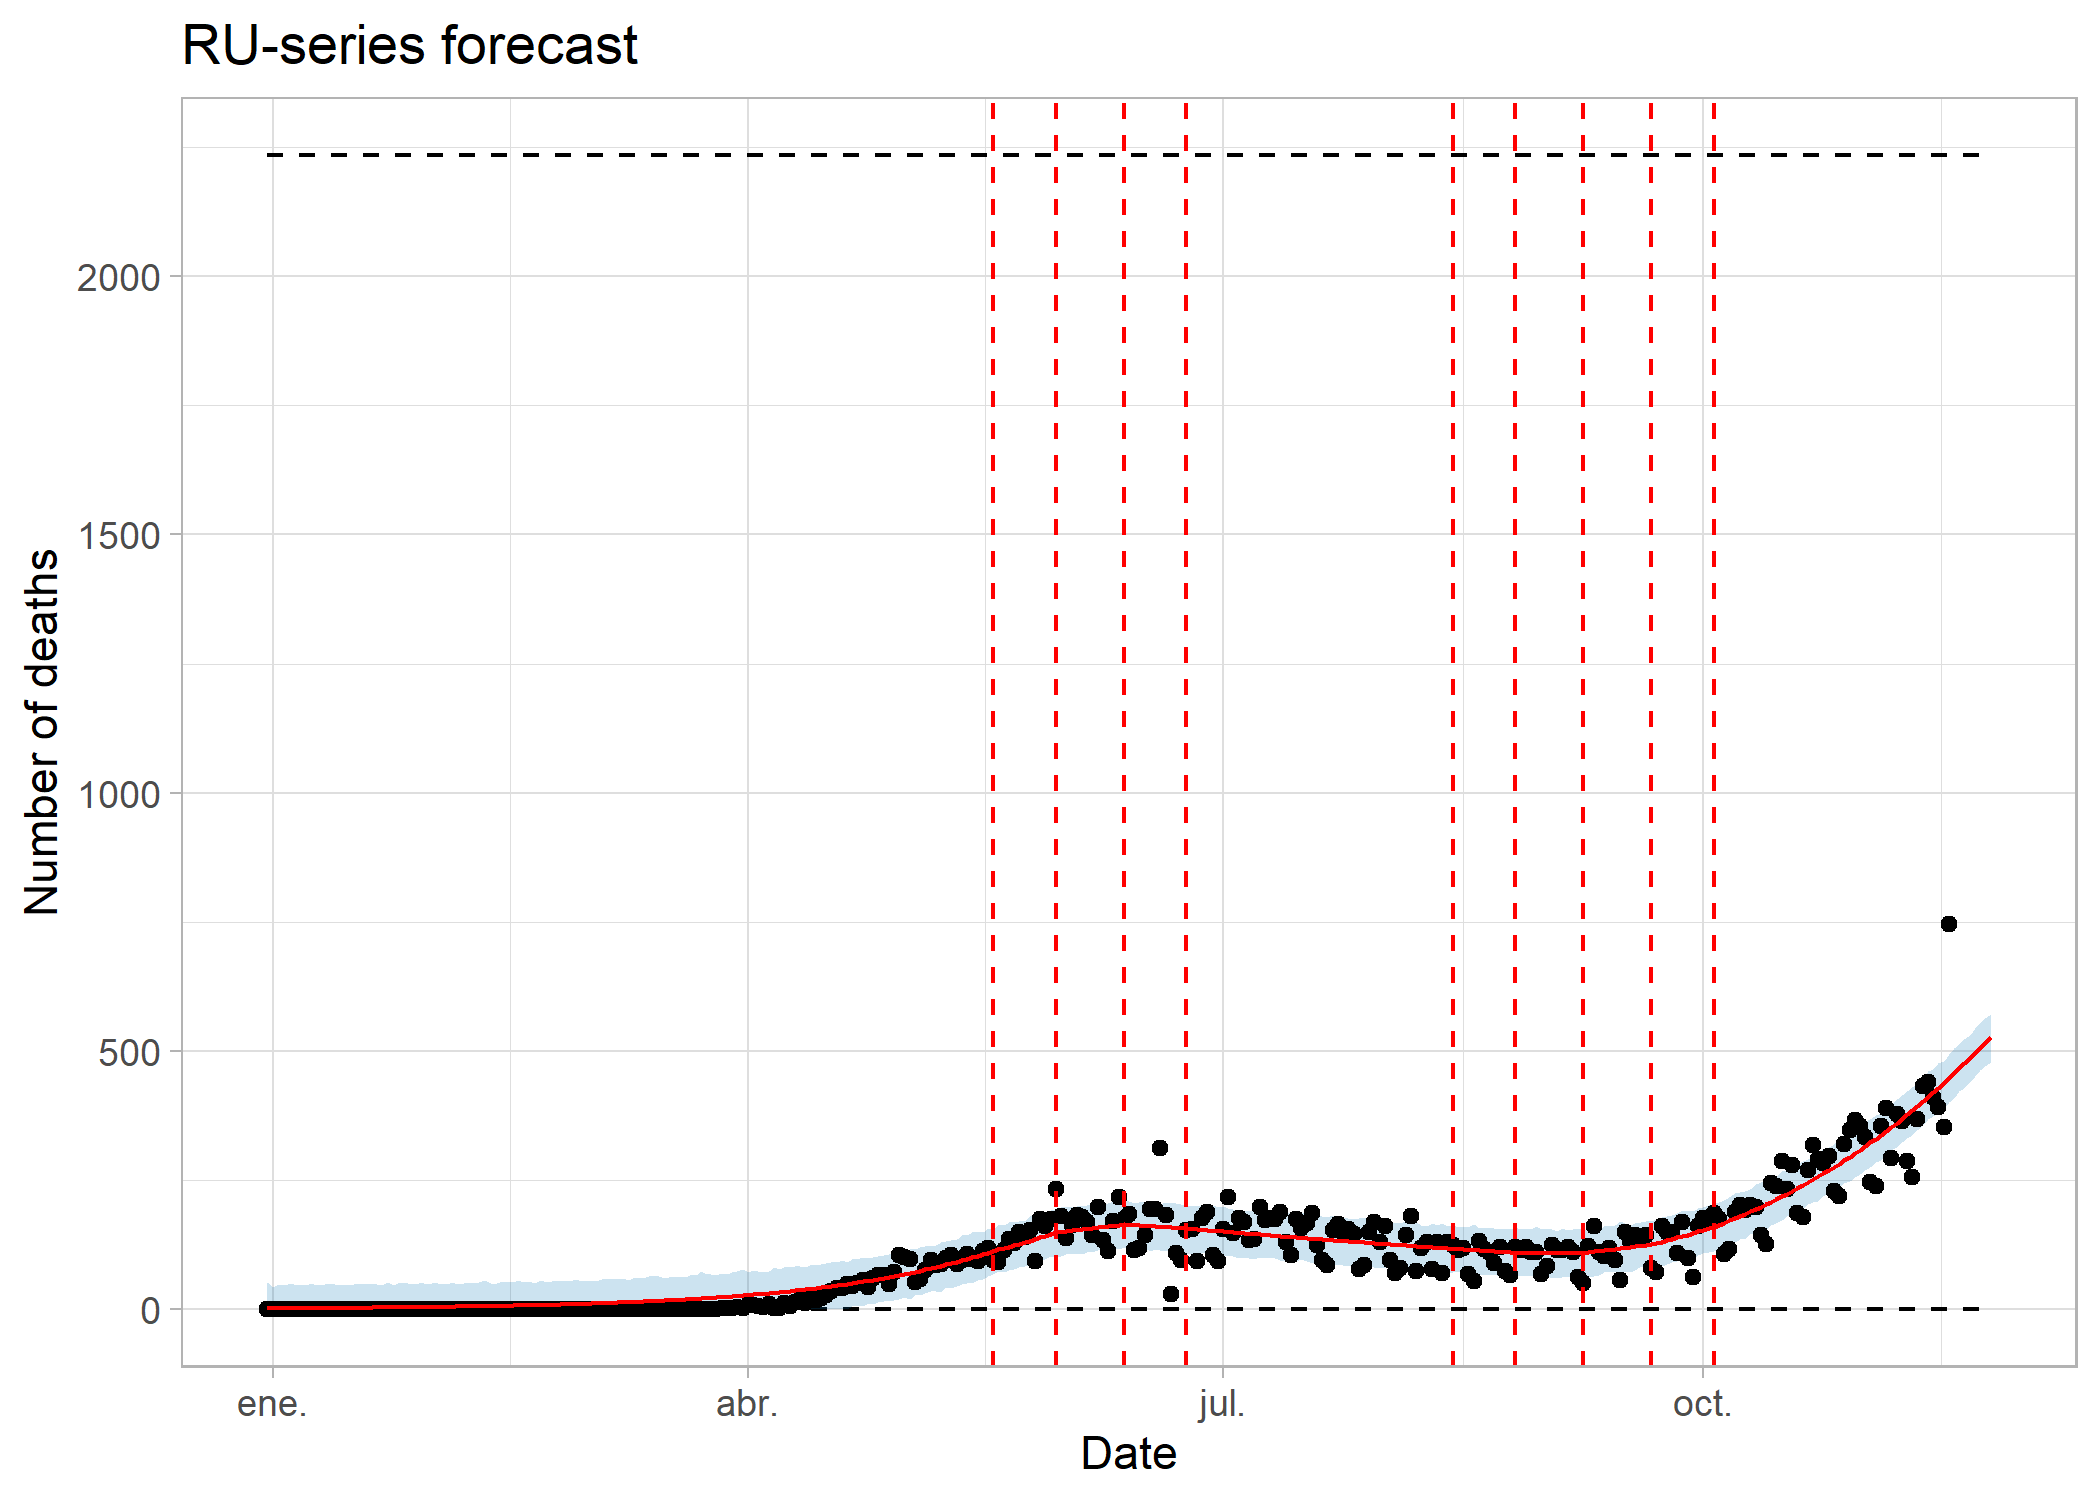 RU-series forecast
Number of deaths
2000
1500
1000
500
0
ene.
abr.
jul.
oct.
Date